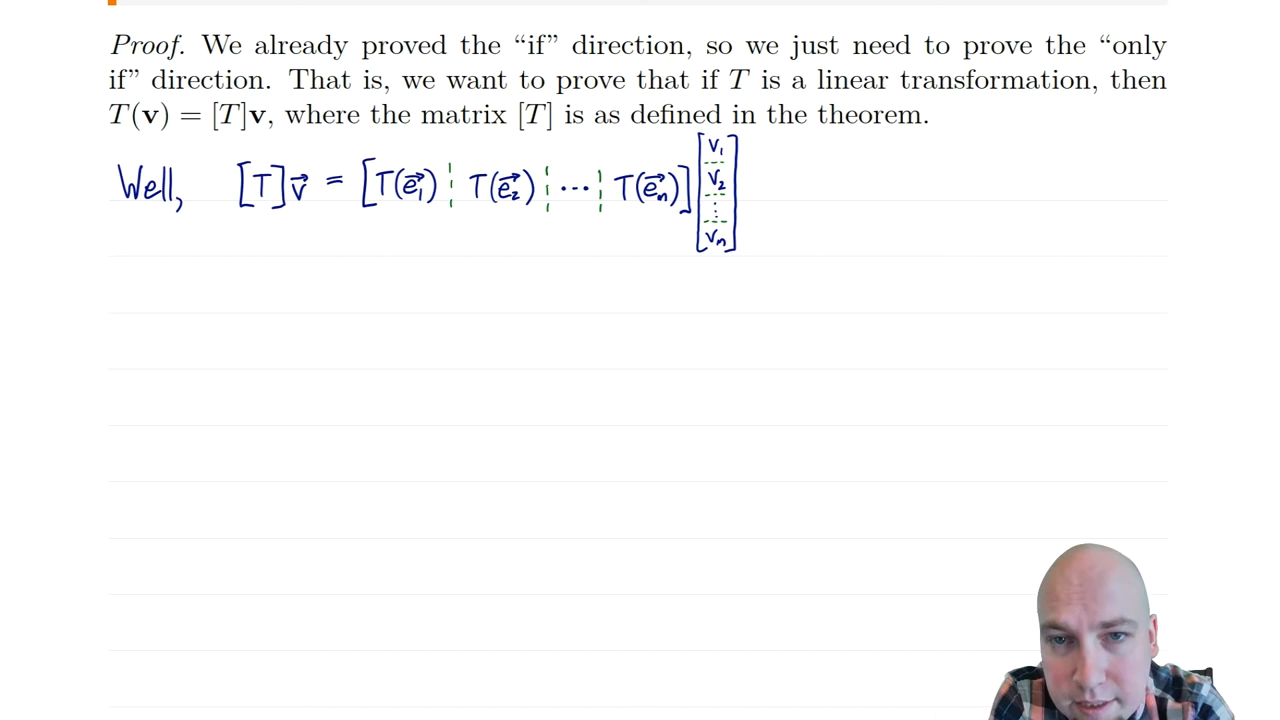 Proof. We already proved the “if” direction, so we just need to prove the “only
if” direction. That is, we want to prove that if T is a linear transformation, then
T(v) = [T]v, where the matrix [T] is as defined in the theorem.
Well, [T]v⃗ = [T(e⃗₁) ¦ T(e⃗₂) ¦ ⋯ ¦ T(e⃗ₙ)] [v₁ v₂ ⋮ vₙ]